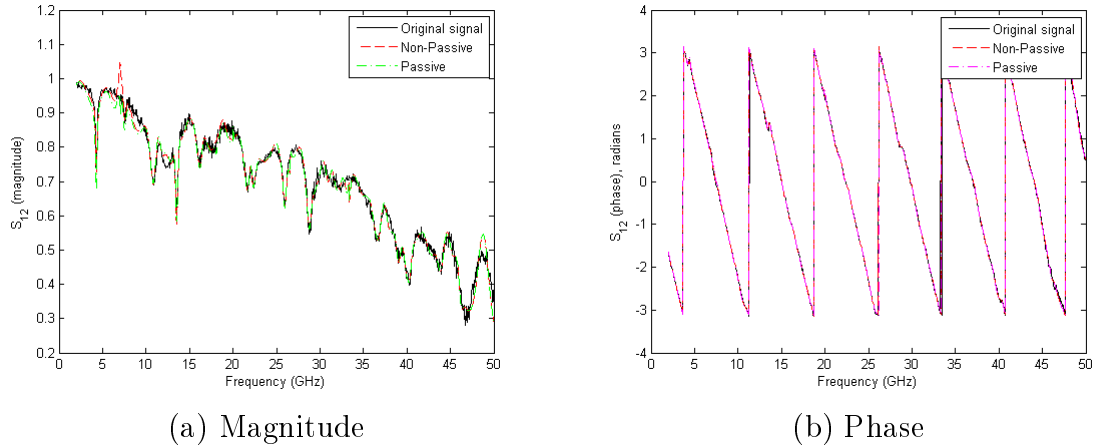 1.2
1.1
1
0.9
0.8
0.7
0.6
0.5
0.4
0.3
0.2
0 5 10 15 20 25 30 35 40 45 50
S12 (magnitude)
Frequency (GHz)
Original signal
Non-Passive
Passive
(a) Magnitude
4
3
2
1
0
-1
-2
-3
-4
0 5 10 15 20 25 30 35 40 45 50
S12 (phase), radians
Frequency (GHz)
Original signal
Non-Passive
Passive
(b) Phase